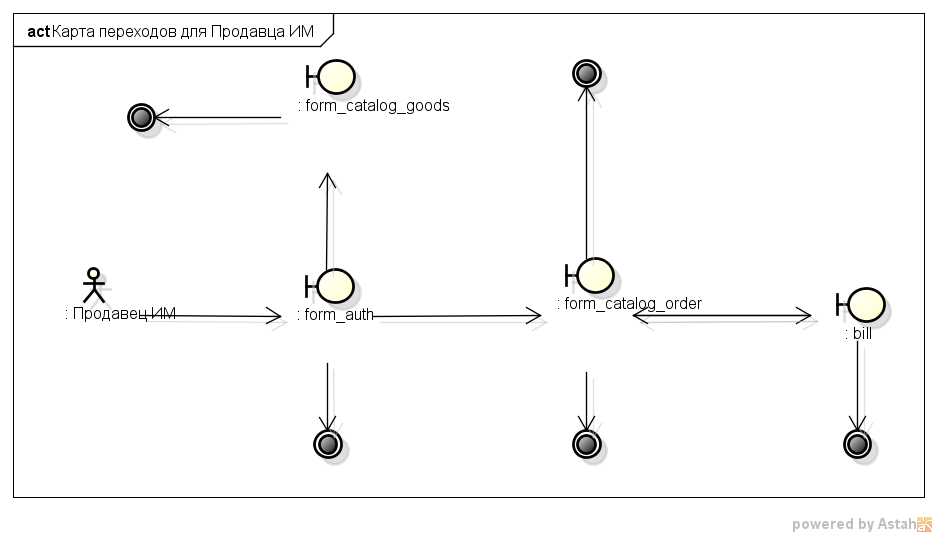 act Карта переходов для Продавца ИМ
: form_catalog_goods
: Продавец ИМ
: form_auth
: form_catalog_order
: bill
powered by Astah